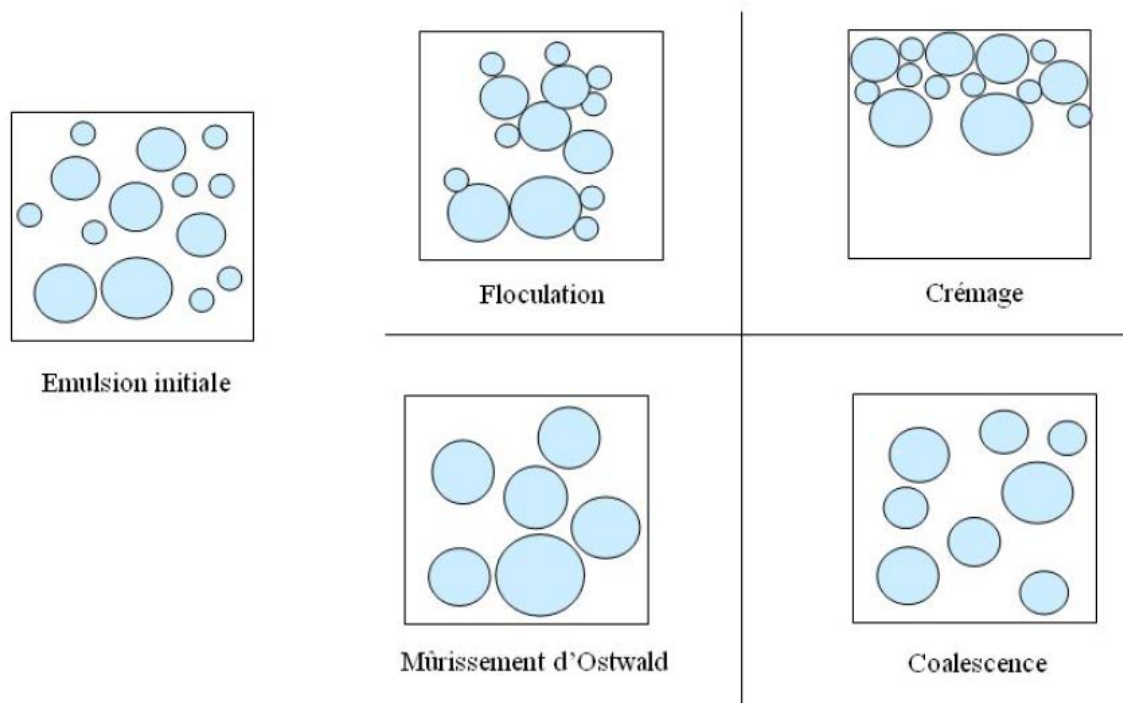 Emulsion initiale
Floculation
Crémage
Mûrissement d'Ostwald
Coalescence